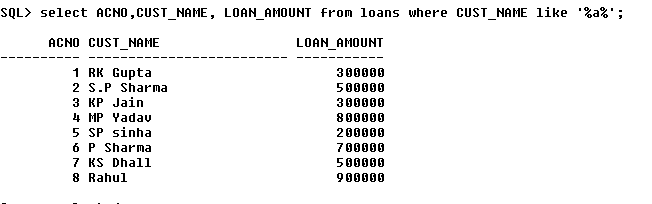 SQL> select ACNO,CUST_NAME, LOAN_AMOUNT from loans where CUST_NAME like '%a%';
ACNO CUST_NAME LOAN_AMOUNT
---------- ------------------------- -----------
1 RK Gupta 300000
2 S.P Sharma 500000
3 KP Jain 300000
4 MP Yadav 800000
5 SP sinha 200000
6 P Sharma 700000
7 KS Dhall 500000
8 Rahul 900000